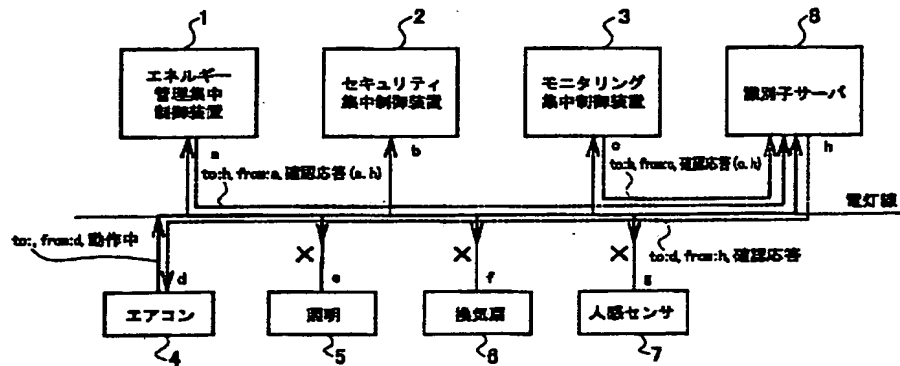 1
2
3
8
エネルギー
管理集中
制御装置
セキュリティ
集中制御装置
モニタリング
集中制御装置
識別子サーバ
a
b
c
h
to:h, from:a, 確認応答(a, h)
to:h, from:c, 確認応答(c, h)
電灯線
to:, from:d, 動作中
to:d, from:h, 確認応答
×
×
×
d
e
f
g
エアコン
照明
換気扇
人感センサ
4
5
6
7